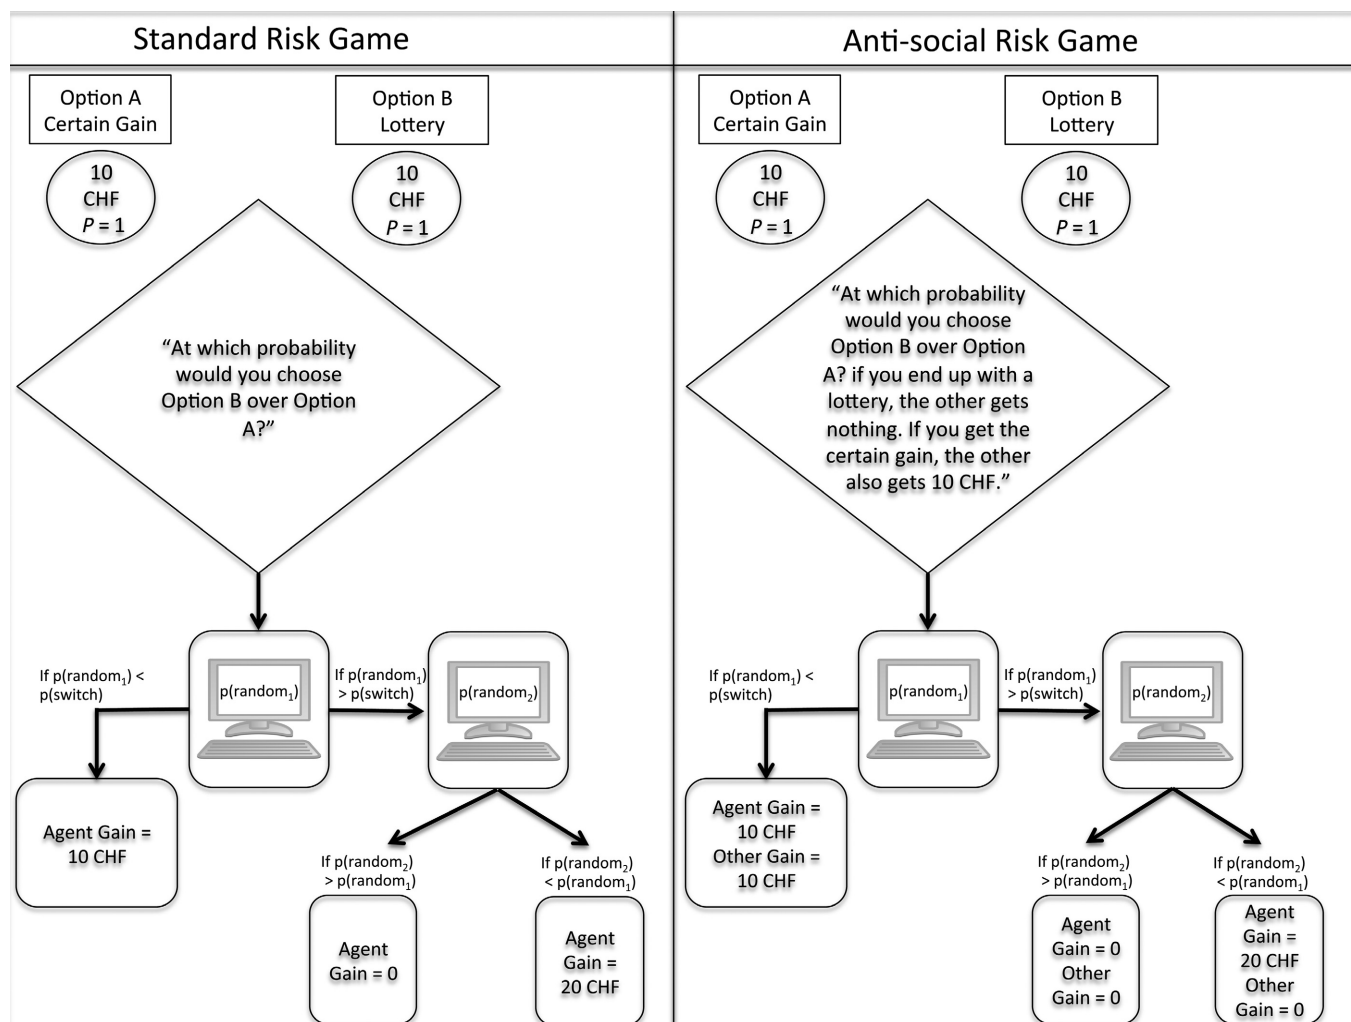 Standard Risk Game
Option A
Certain Gain
Option B
Lottery
10
CHF
P = 1
10
CHF
P = 1
“At which probability
would you choose
Option B over Option
A?”
If p(random₁) <
p(switch)
p(random₁)
If p(random₁)
> p(switch)
p(random₂)
Agent Gain =
10 CHF
If p(random₂)
> p(random₁)
If p(random₂)
< p(random₁)
Agent
Gain = 0
Agent
Gain =
20 CHF
Anti-social Risk Game
Option A
Certain Gain
Option B
Lottery
10
CHF
P = 1
10
CHF
P = 1
“At which probability
would you choose
Option B over Option
A? if you end up with a
lottery, the other gets
nothing. If you get the
certain gain, the other
also gets 10 CHF.”
If p(random₁) <
p(switch)
p(random₁)
If p(random₁)
> p(switch)
p(random₂)
Agent Gain =
10 CHF
Other Gain =
10 CHF
If p(random₂)
> p(random₁)
If p(random₂)
< p(random₁)
Agent
Gain = 0
Other
Gain = 0
Agent
Gain =
20 CHF
Other
Gain = 0